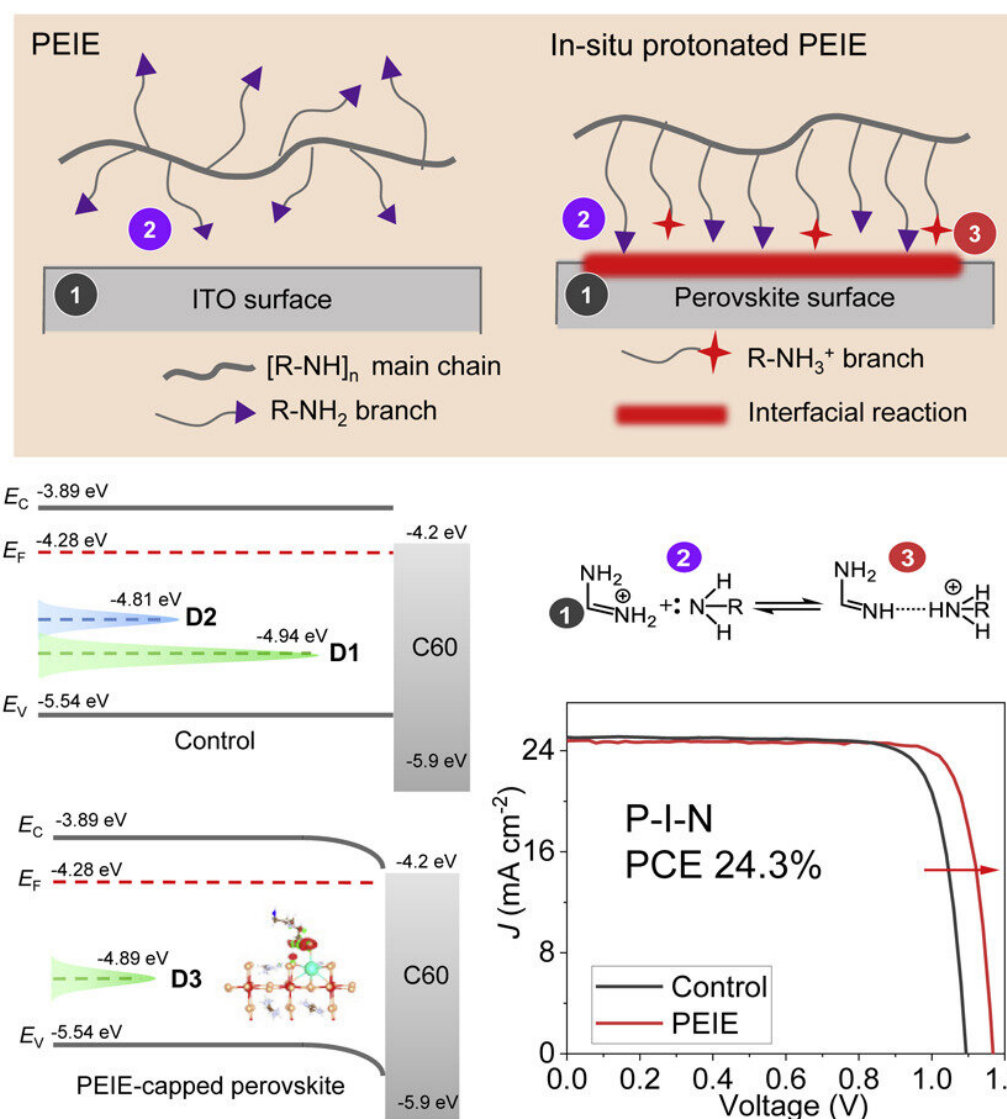 PEIE
In-situ protonated PEIE
2
1
ITO surface
2
3
1
Perovskite surface
[R-NH]n main chain
R-NH2 branch
R-NH3+ branch
Interfacial reaction
EC -3.89 eV
EF -4.28 eV
-4.2 eV
-4.81 eV
D2
-4.94 eV
D1
C60
EV -5.54 eV
Control
-5.9 eV
EC -3.89 eV
EF -4.28 eV
-4.2 eV
-4.89 eV
D3
C60
EV -5.54 eV
PEIE-capped perovskite
-5.9 eV
2
3
NH2
H
NH2
H
1
⊕
NH2
+
:N
R
⇌
NH
HN
⊕
R
H
H
24
16
8
0
J (mA cm-2)
P-I-N
PCE 24.3%
Control
PEIE
0.0 0.2 0.4 0.6 0.8 1.0 1.
Voltage (V)